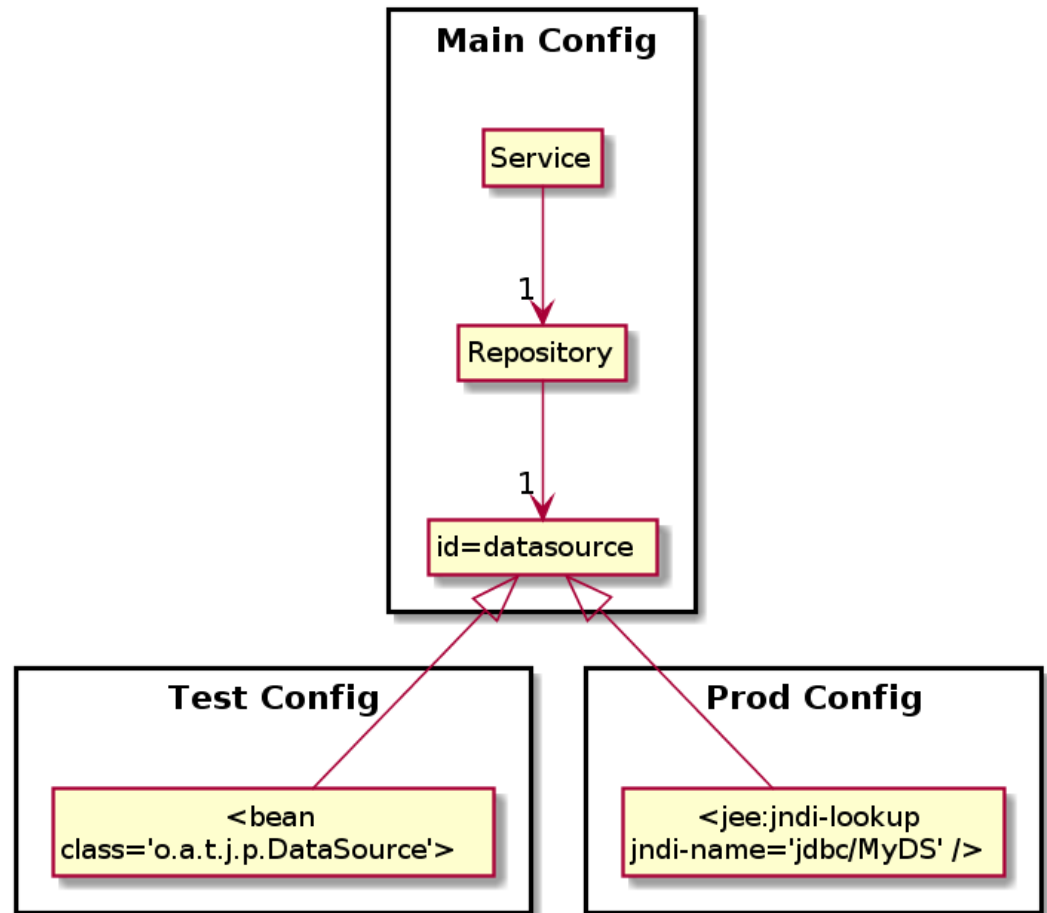 Main Config
Service
1
Repository
1
id=datasource
Test Config
<bean
class='o.a.t.j.p.DataSource'>
Prod Config
<jee:jndi-lookup
jndi-name='jdbc/MyDS' />